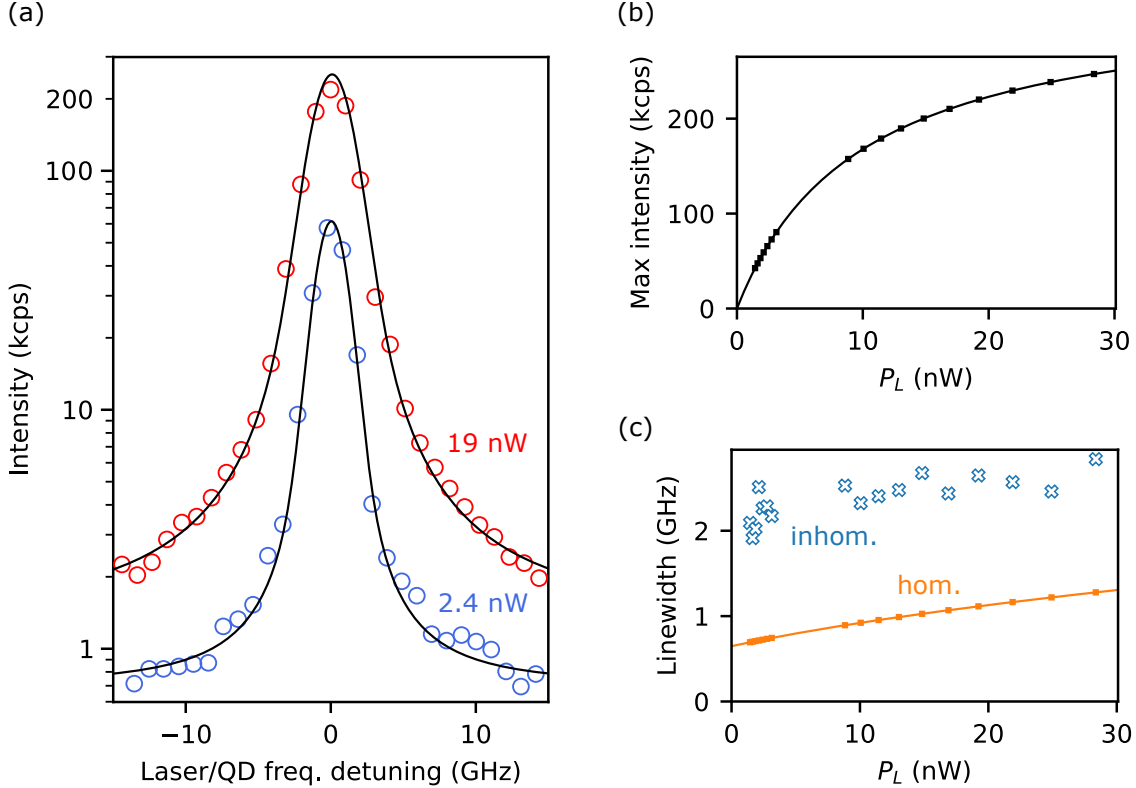 (a)
Intensity (kcps)
200
100
10
1
19 nW
2.4 nW
−10
0
10
Laser/QD freq. detuning (GHz)
(b)
Max intensity (kcps)
200
100
0
0
10
20
30
P_L (nW)
(c)
Linewidth (GHz)
2
1
0
inhom.
hom.
0
10
20
30
P_L (nW)